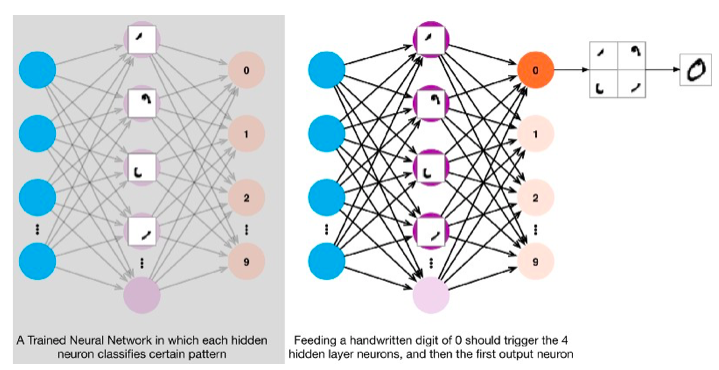 0
1
2
9
A Trained Neural Network in which each hidden
neuron classifies certain pattern
0
1
2
9
Feeding a handwritten digit of 0 should trigger the 4
hidden layer neurons, and then the first output neuron
0